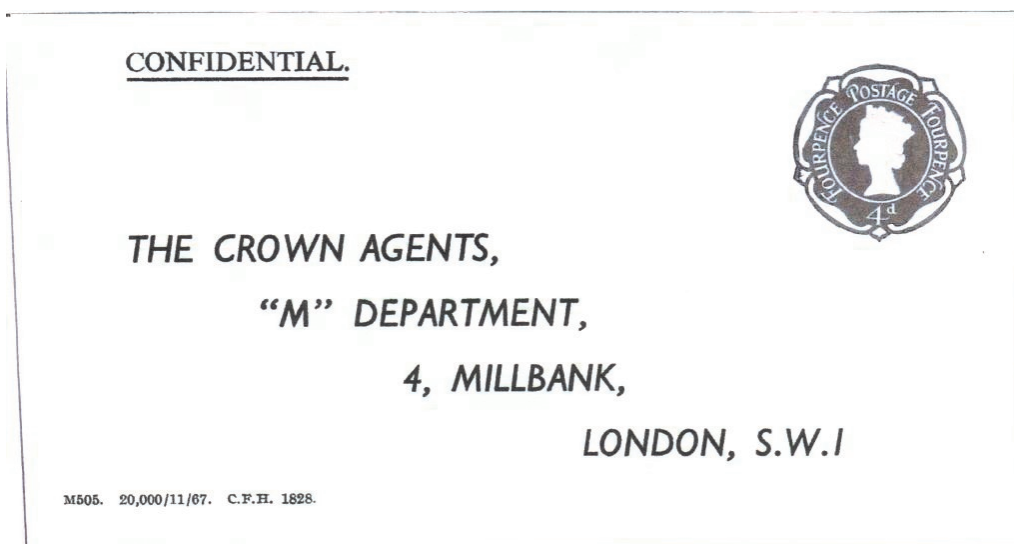 CONFIDENTIAL.
FOURPENCE POSTAGE FOURPENCE
4d
THE CROWN AGENTS,
“M” DEPARTMENT,
4, MILLBANK,
LONDON, S.W.1
M505. 20,000/11/67. C.F.H. 1828.